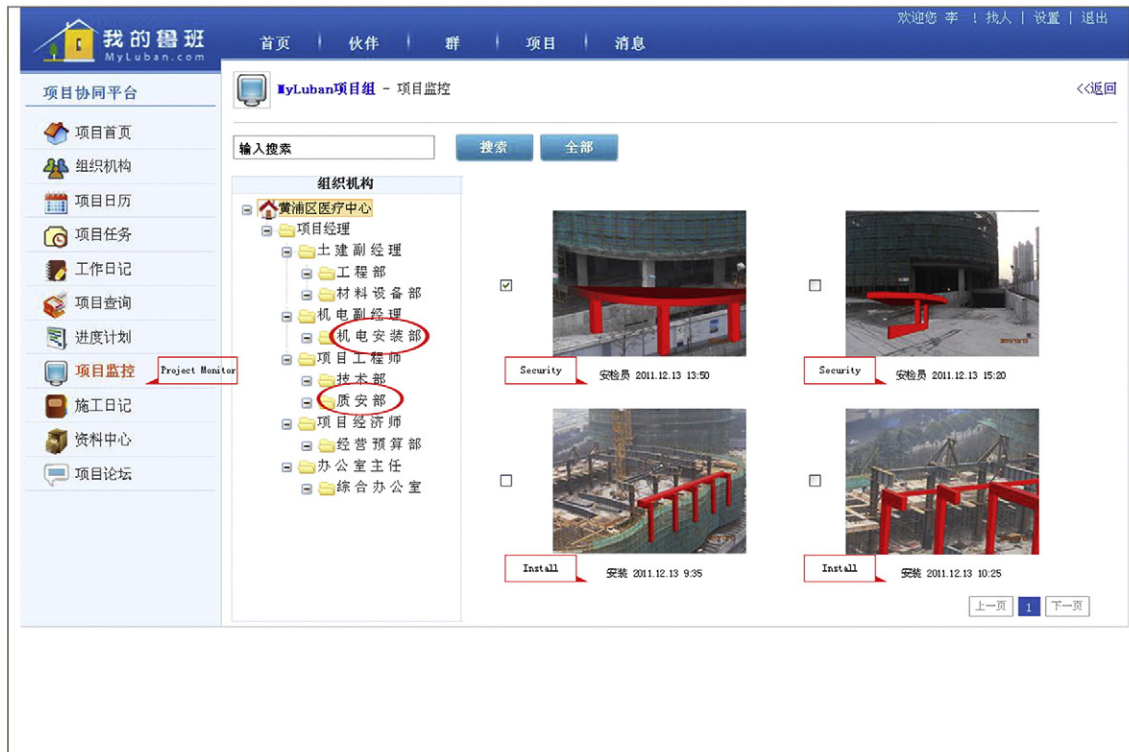 我的鲁班
MyLuban.com
欢迎您 李 ！找人 | 设置 | 退出
首页 | 伙伴 | 群 | 项目 | 消息
项目协同平台
项目首页
组织机构
项目日历
项目任务
工作日记
项目查询
进度计划
项目监控
Project Monitor
施工日记
资料中心
项目论坛
MyLuban项目组 - 项目监控
<<返回
输入搜索
搜索
全部
组织机构
黄浦区医疗中心
项目经理
土建副经理
工程部
材料设备部
机电副经理
机电安装部
项目工程师
技术部
质安部
项目经济师
经营预算部
办公室主任
综合办公室
Security
安检员 2011.12.13 13:50
Security
安检员 2011.12.13 15:20
Install
安装 2011.12.13 9:35
Install
安装 2011.12.13 10:25
上一页
1
下一页